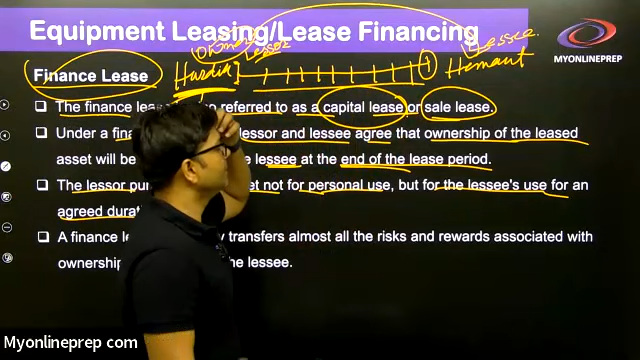 Equipment Leasing/Lease Financing
MYONLINEPREP
(Owner) Lessor
Lessee
Finance Lease
Hardik
1
Hemant
The finance lea referred to as a capital lease or sale lease.
Under a fina lessor and lessee agree that ownership of the leased
asset will be the lessee at the end of the lease period.
The lessor pur et not for personal use, but for the lessee's use for an
agreed durat
A finance le y transfers almost all the risks and rewards associated with
ownership the lessee.
Myonlineprep com